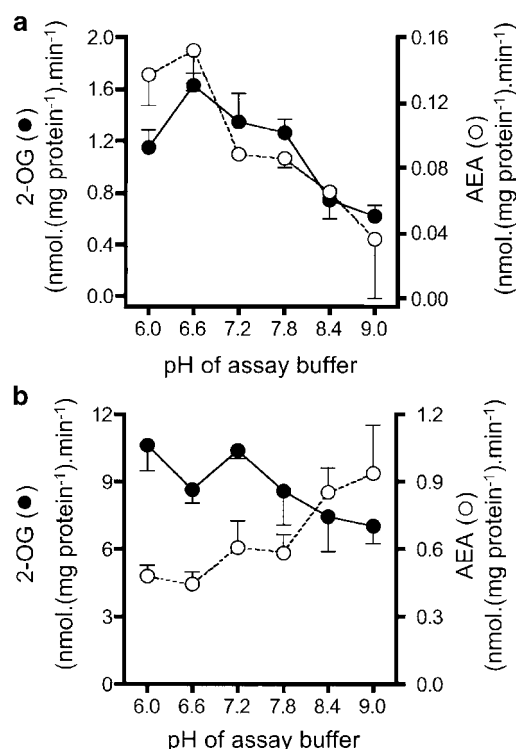 a
2-OG (●)
(nmol.(mg protein⁻¹).min⁻¹)
2.0
1.6
1.2
0.8
0.4
0.0
0.16
0.12
0.08
0.04
0.00
AEA (○)
(nmol.(mg protein⁻¹).min⁻¹)
6.0 6.6 7.2 7.8 8.4 9.0
pH of assay buffer
b
2-OG (●)
(nmol.(mg protein⁻¹).min⁻¹)
12
9
6
3
0
1.2
0.9
0.6
0.3
0.0
AEA (○)
(nmol.(mg protein⁻¹).min⁻¹)
6.0 6.6 7.2 7.8 8.4 9.0
pH of assay buffer